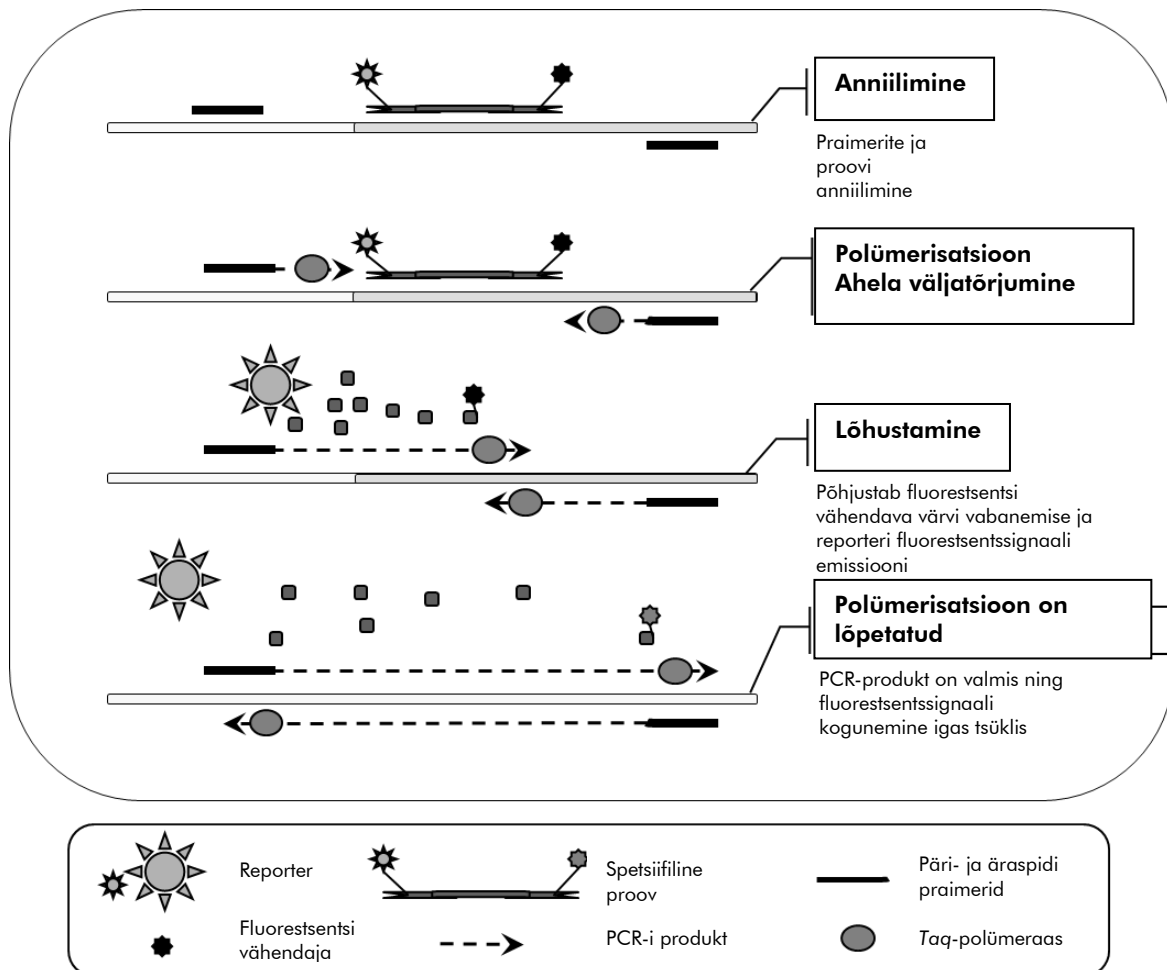 Anniilimine
Praimerite ja
proovi
anniilimine
Polümerisatsioon
Ahela väljatõrjumine
Lõhustamine
Põhjustab fluorestsentsi
vähendava värvi vabanemise ja
reporteri fluorestsentssignaali
emissiooni
Polümerisatsioon on
lõpetatud
PCR-produkt on valmis ning
fluorestsentssignaali
kogunemine igas tsüklis
Reporter
Spetsiifiline
proov
Päri- ja äraspidi
praimerid
Fluorestsentsi
vähendaja
PCR-i produkt
Taq-polümeraas